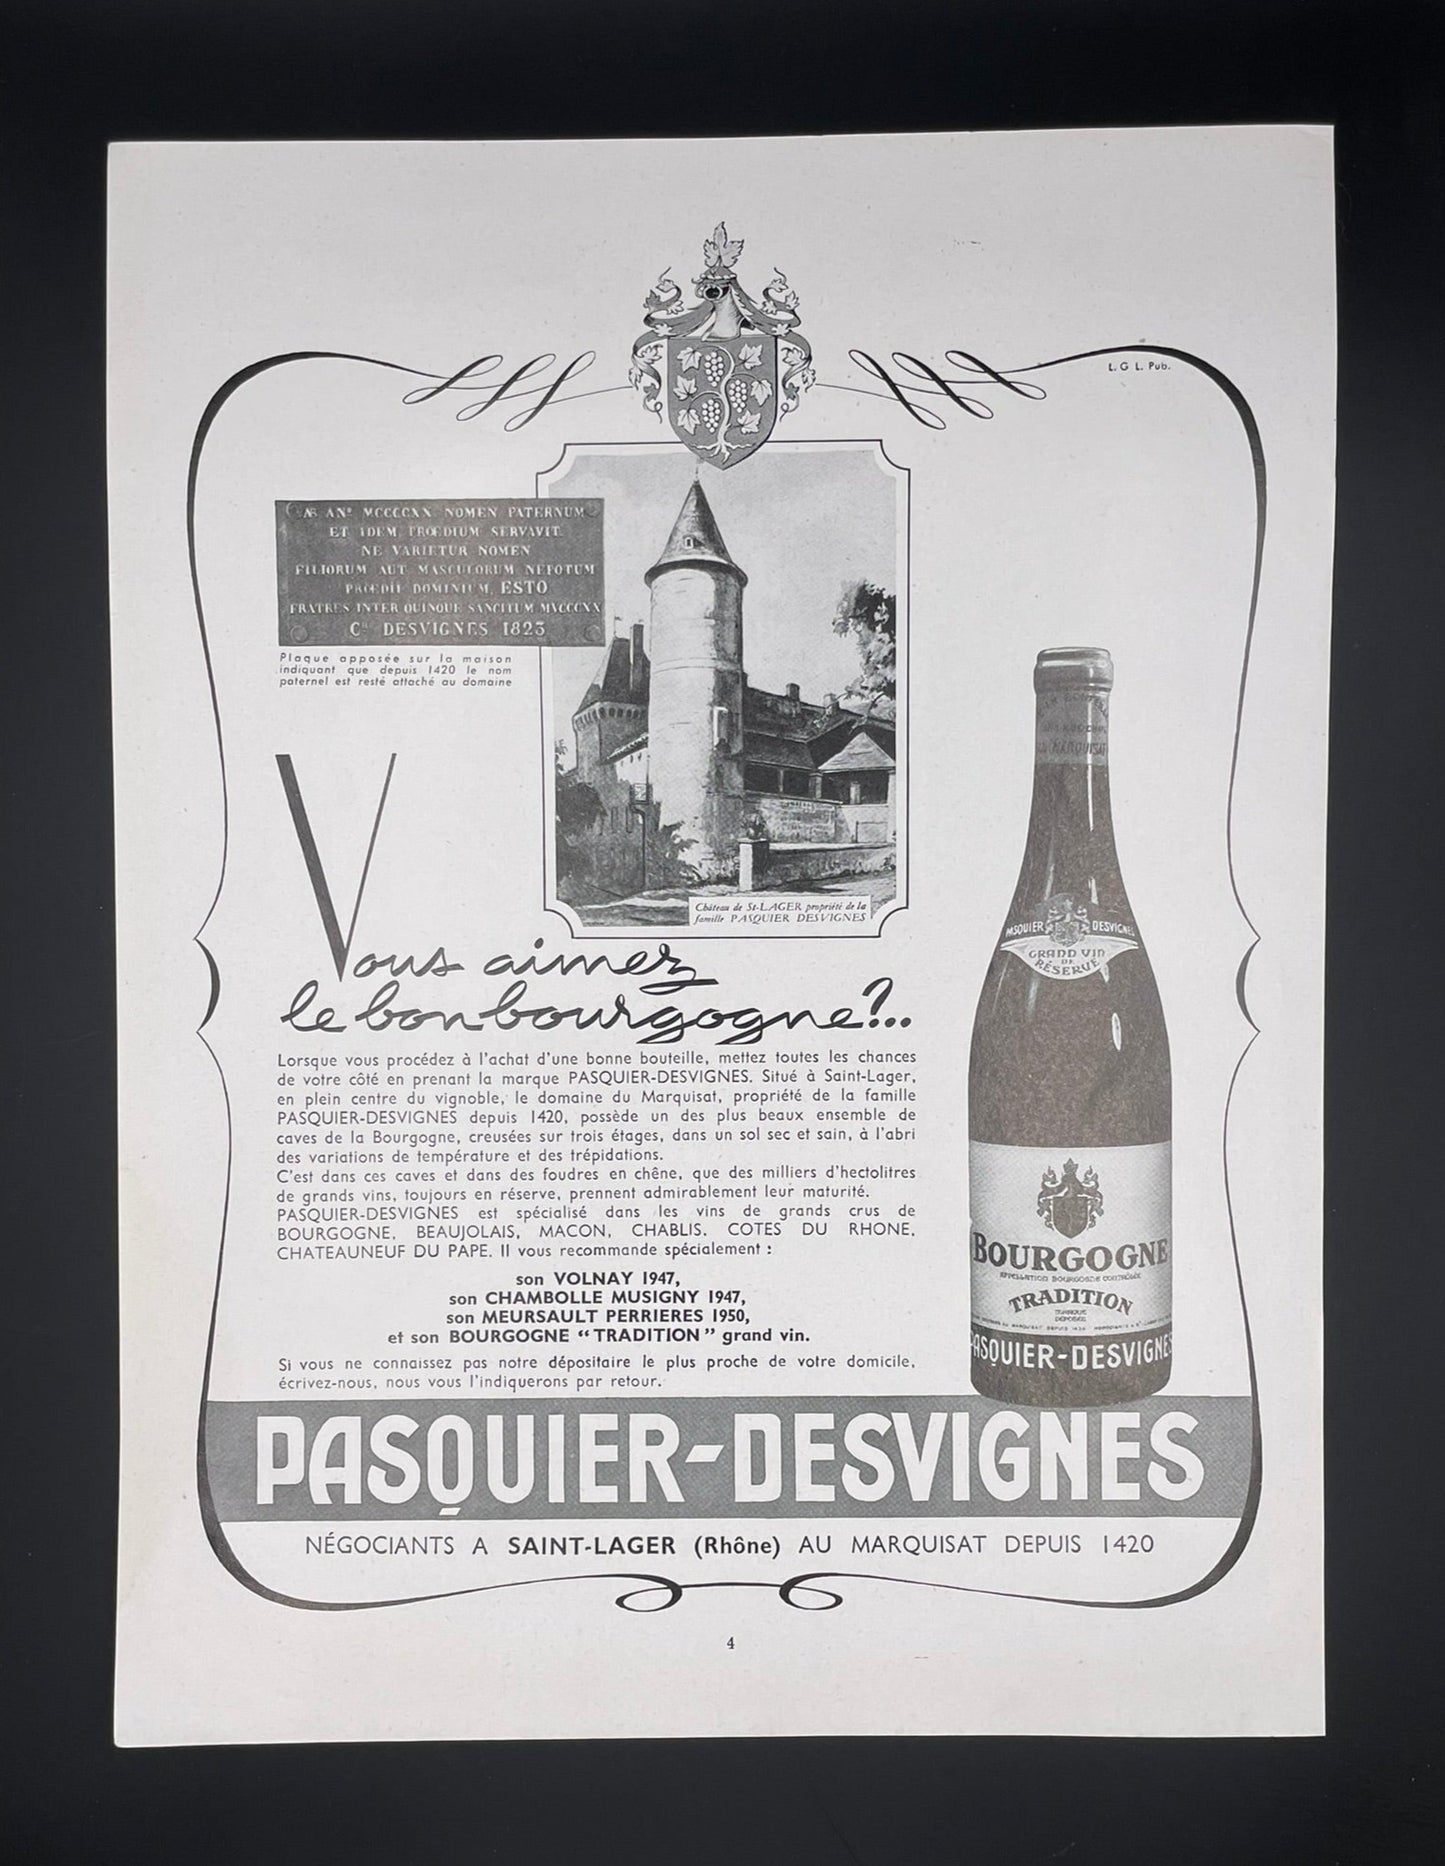 L. G L. Pub.
AB ANº MCCCCXX NOMEN PATERNUM
ET IDEM PRŒDIUM SERVAVIT
NE VARIETUR NOMEN
FILIORUM AUT MASCULORUM NEPOTUM
PRŒDII DOMINIUM, ESTO
FRATRES INTER QUINQUE SANCITUM MVCCCXX
DESVIGNES 1823
Plaque apposée sur la maison
indiquant que depuis 1420 le nom
paternel est resté attaché au domaine
Château de St-LAGER propriété de la
famille PASQUIER DESVIGNES
Vous aimez
le bon bourgogne?...
Lorsque vous procédez à l'achat d'une bonne bouteille, mettez toutes les chances
de votre côté en prenant la marque PASQUIER-DESVIGNES. Situé à Saint-Lager,
en plein centre du vignoble, le domaine du Marquisat, propriété de la famille
PASQUIER-DESVIGNES depuis 1420, possède un des plus beaux ensemble de
caves de la Bourgogne, creusées sur trois étages, dans un sol sec et sain, à l'abri
des variations de température et des trépidations.
C'est dans ces caves et dans des foudres en chêne, que des milliers d'hectolitres
de grands vins, toujours en réserve, prennent admirablement leur maturité.
PASQUIER-DESVIGNES est spécialisé dans les vins de grands crus de
BOURGOGNE, BEAUJOLAIS, MACON, CHABLIS. COTES DU RHONE,
CHATEAUNEUF DU PAPE. Il vous recommande spécialement :
son VOLNAY 1947,
son CHAMBOLLE MUSIGNY 1947,
son MEURSAULT PERRIERES 1950,
et son BOURGOGNE "TRADITION" grand vin.
Si vous ne connaissez pas notre dépositaire le plus proche de votre domicile,
écrivez-nous, nous vous l'indiquerons par retour.
MARQUISAT
PASQUIER DESVIGNES
GRAND VIN
DE
RÉSERVE
BOURGOGNE
APPELLATION BOURGOGNE CONTRÔLÉE
TRADITION
MARQUE
DÉPOSÉE
PASQUIER-DESVIGNES
PASQUIER-DESVIGNES
NÉGOCIANTS A SAINT-LAGER (Rhône) AU MARQUISAT DEPUIS 1420
4